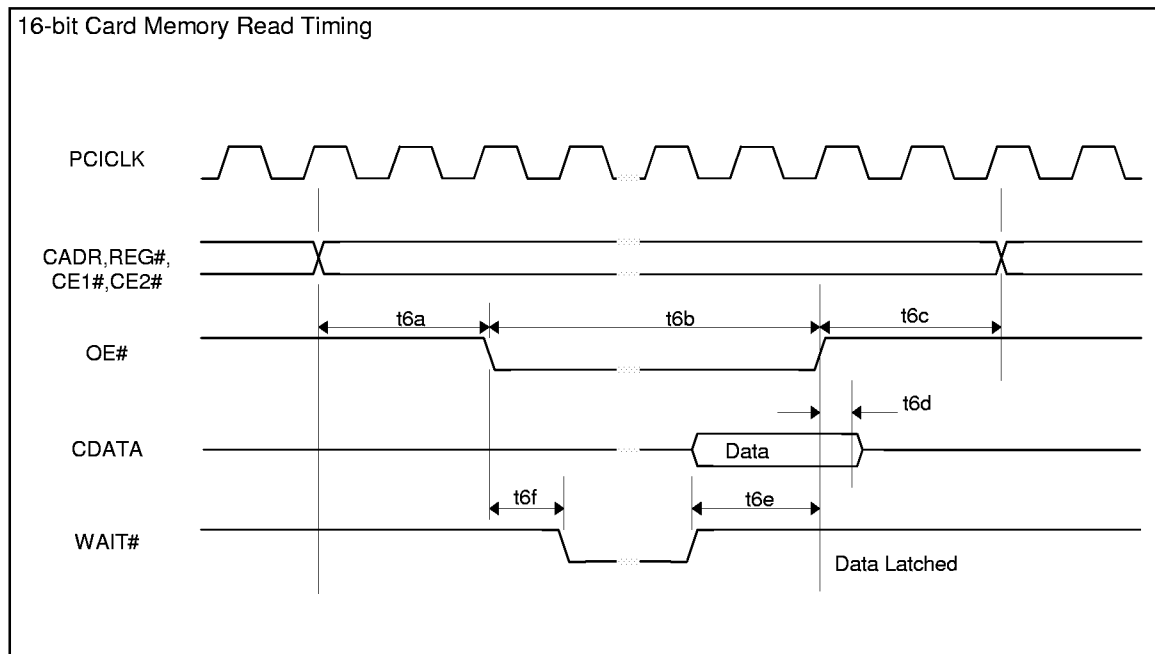 16-bit Card Memory Read Timing
PCICLK
CADR,REG#,
CE1#,CE2#
t6a
t6b
t6c
OE#
t6d
CDATA
Data
t6f
t6e
WAIT#
Data Latched